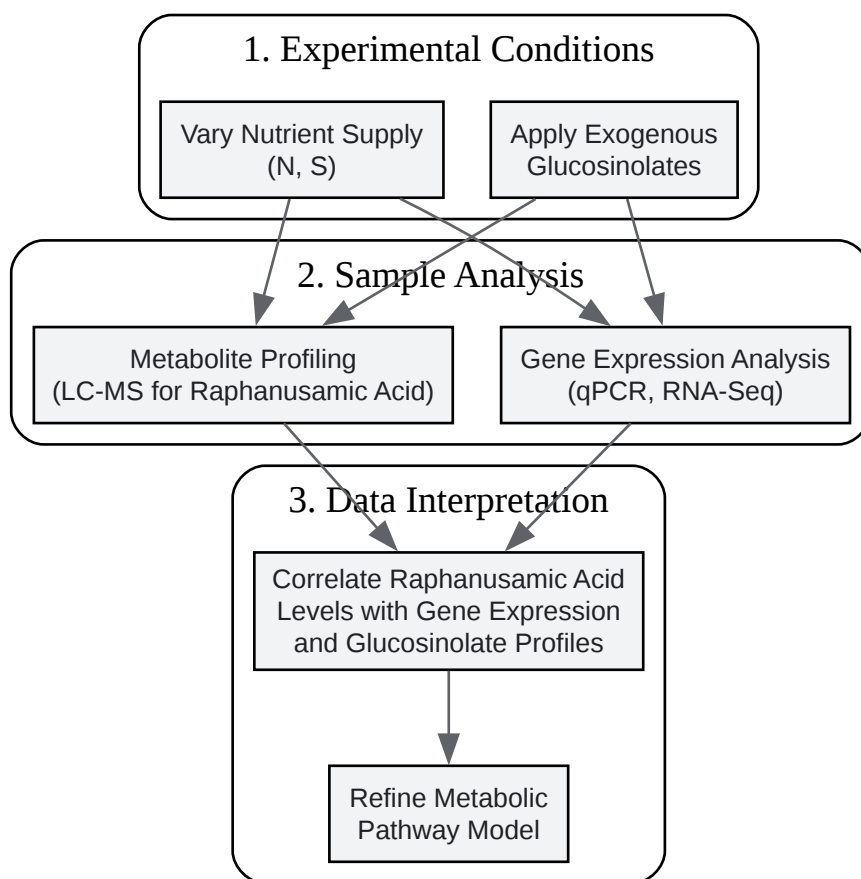 1. Experimental Conditions
Vary Nutrient Supply
(N, S)
Apply Exogenous
Glucosinolates
2. Sample Analysis
Metabolite Profiling
(LC-MS for Raphanusamic Acid)
Gene Expression Analysis
(qPCR, RNA-Seq)
3. Data Interpretation
Correlate Raphanusamic Acid
Levels with Gene Expression
and Glucosinolate Profiles
Refine Metabolic
Pathway Model